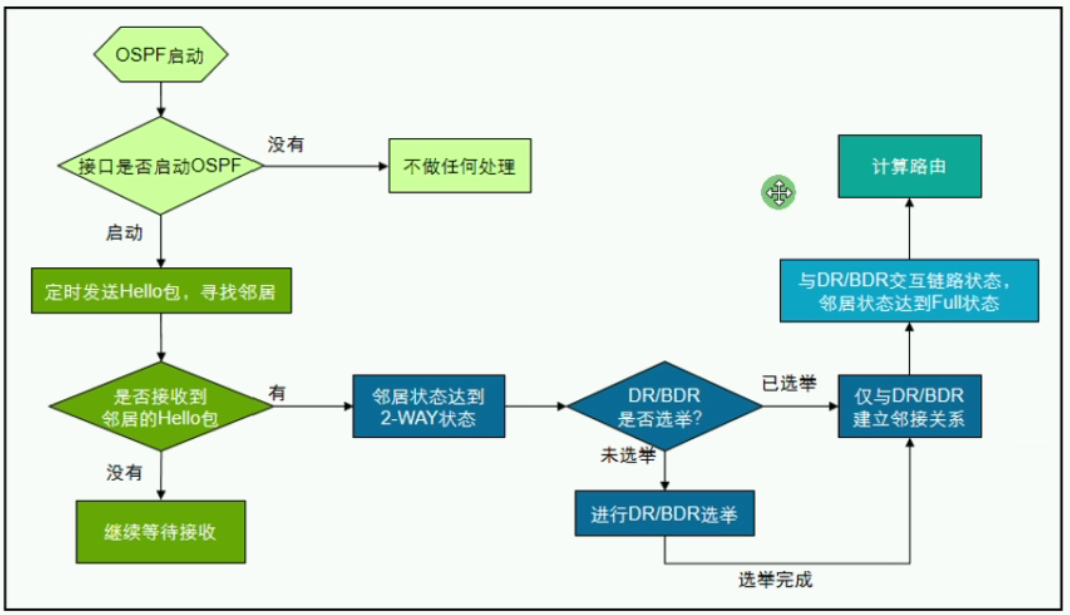 OSPF启动
接口是否启动OSPF
没有
不做任何处理
启动
定时发送Hello包，寻找邻居
是否接收到
邻居的Hello包
有
没有
继续等待接收
邻居状态达到
2-WAY状态
DR/BDR
是否选举?
已选举
未选举
进行DR/BDR选举
选举完成
仅与DR/BDR
建立邻接关系
与DR/BDR交互链路状态，
邻居状态达到Full状态
计算路由